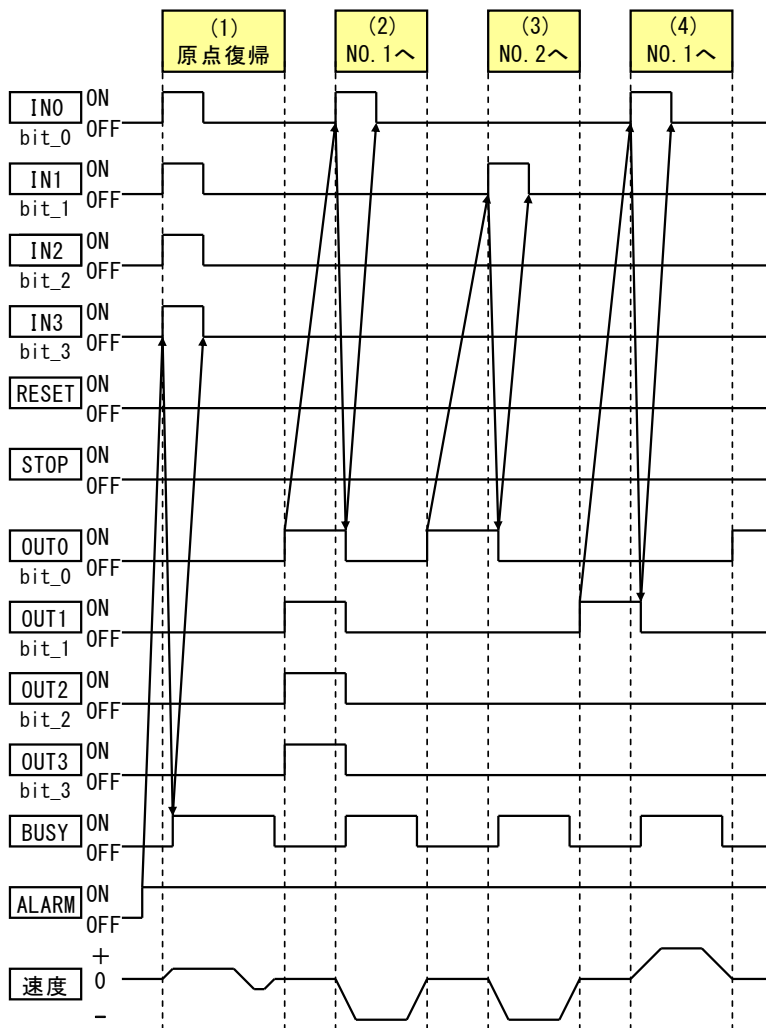 (1)
原点復帰
(2)
NO.1へ
(3)
NO.2へ
(4)
NO.1へ
IN0
ON
OFF
bit_0
IN1
ON
OFF
bit_1
IN2
ON
OFF
bit_2
IN3
ON
OFF
bit_3
RESET
ON
OFF
STOP
ON
OFF
OUT0
ON
OFF
bit_0
OUT1
ON
OFF
bit_1
OUT2
ON
OFF
bit_2
OUT3
ON
OFF
bit_3
BUSY
ON
OFF
ALARM
ON
OFF
速度
+
0
-